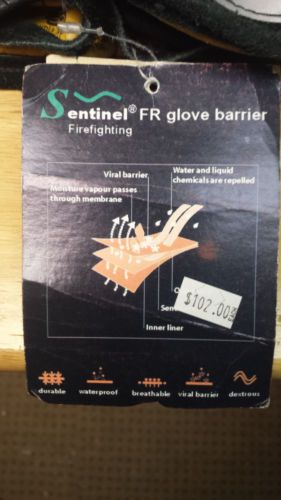 Sentinel® FR glove barrier
Firefighting
Viral barrier
Water and liquid
chemicals are repelled
Moisture vapour passes
through membrane
$102.00
Inner liner
durable waterproof breathable viral barrier dextrous